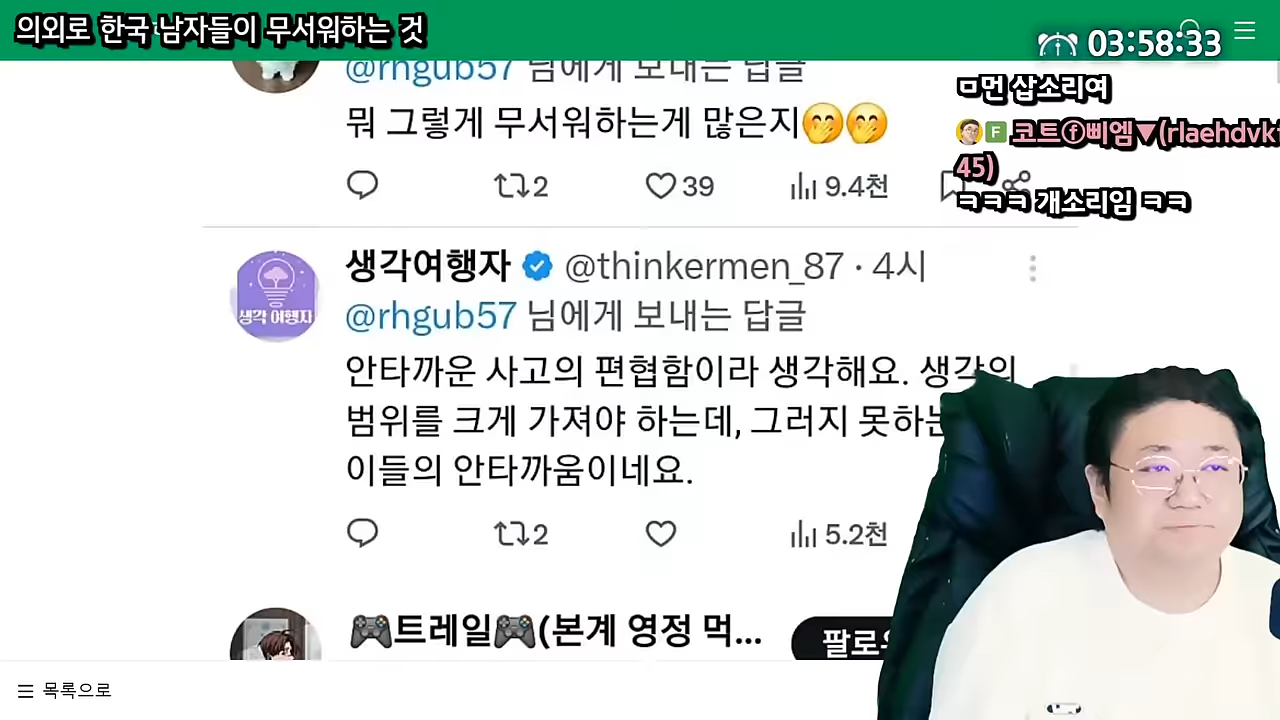 의외로 한국 남자들이 무서워하는 것
03:58:33
@rhgub57 님에게 보내는 답글
뭐 그렇게 무서워하는게 많은지🤭🤭
2 39 9.4천
ㅁ먼 삽소리여
F 코트ⓕ삐엠▼(rlaehdvk
45)
ㅋㅋㅋ 개소리임 ㅋㅋ
생각여행자 @thinkermen_87 · 4시
생각 여행자
@rhgub57 님에게 보내는 답글
안타까운 사고의 편협함이라 생각해요. 생각의
범위를 크게 가져야 하는데, 그러지 못하는
이들의 안타까움이네요.
2 5.2천
🎮트레일🎮(본계 영정 먹...
팔로우
목록으로